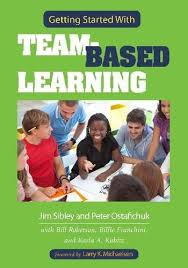 Getting Started With
TEAM-BASED
LEARNING
Jim Sibley and Peter Ostafichuk
with Bill Roberson, Billie Franchini,
and Karla A. Kubitz
Foreword by Larry K. Michaelsen